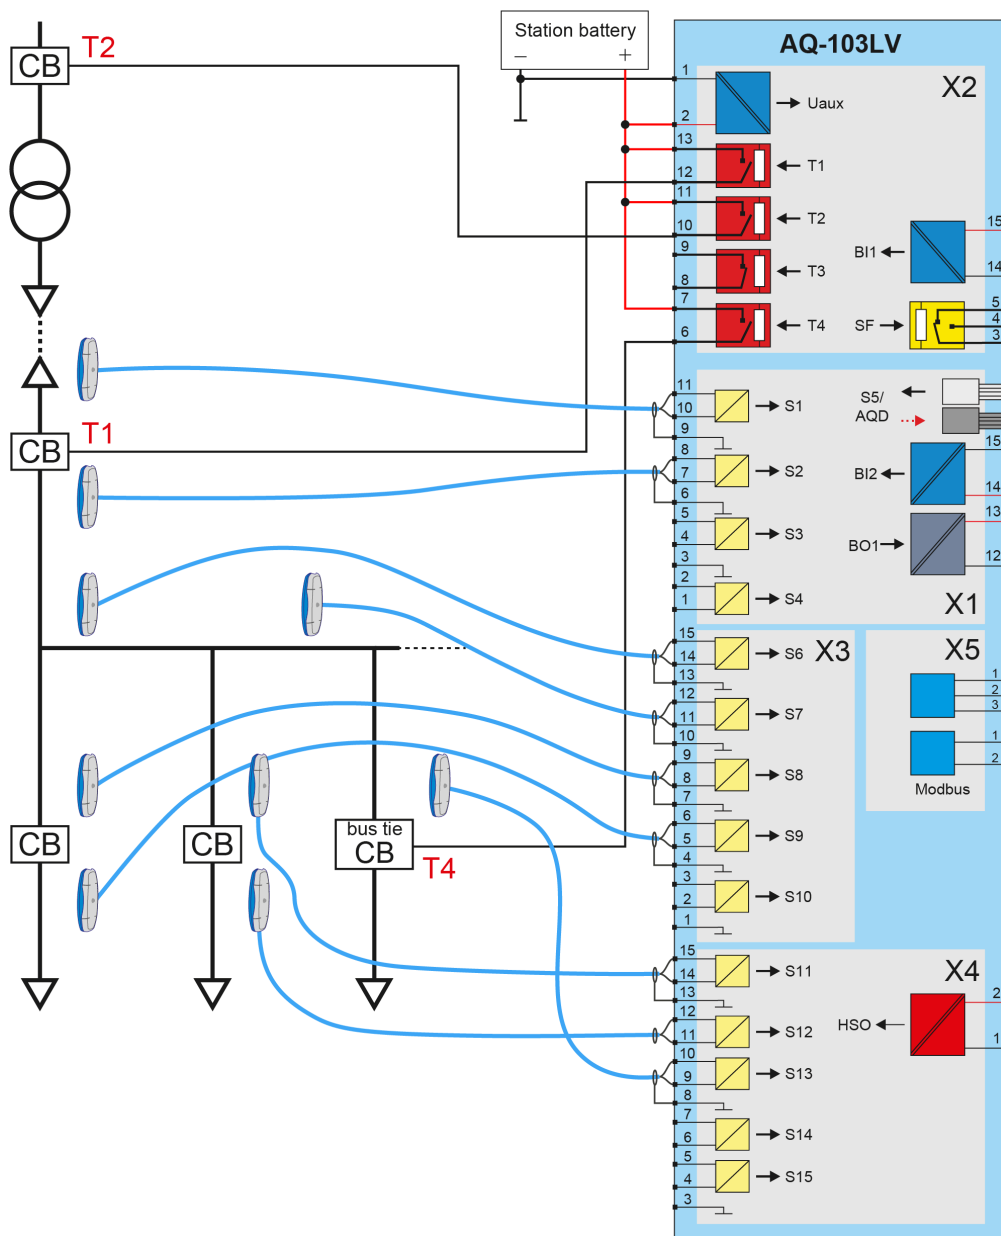 T2
CB
Station battery
–
+
AQ-103LV
X2
1
Uaux
2
13
T1
12
11
T2
10
15
BI1
14
9
T3
8
7
T4
6
SF
5
4
3
T1
CB
11
S1
10
9
S5/
AQD
8
S2
7
6
BI2
15
14
5
S3
4
BO1
13
12
3
2
S4
1
X1
15
S6
14
13
X3
X5
12
S7
11
10
1
2
3
9
S8
8
7
1
2
Modbus
6
S9
5
4
CB
CB
bus tie
CB
T4
3
S10
2
1
15
S11
14
13
X4
12
S12
11
HSO
2
1
10
S13
9
8
7
S14
6
5
S15
4
3